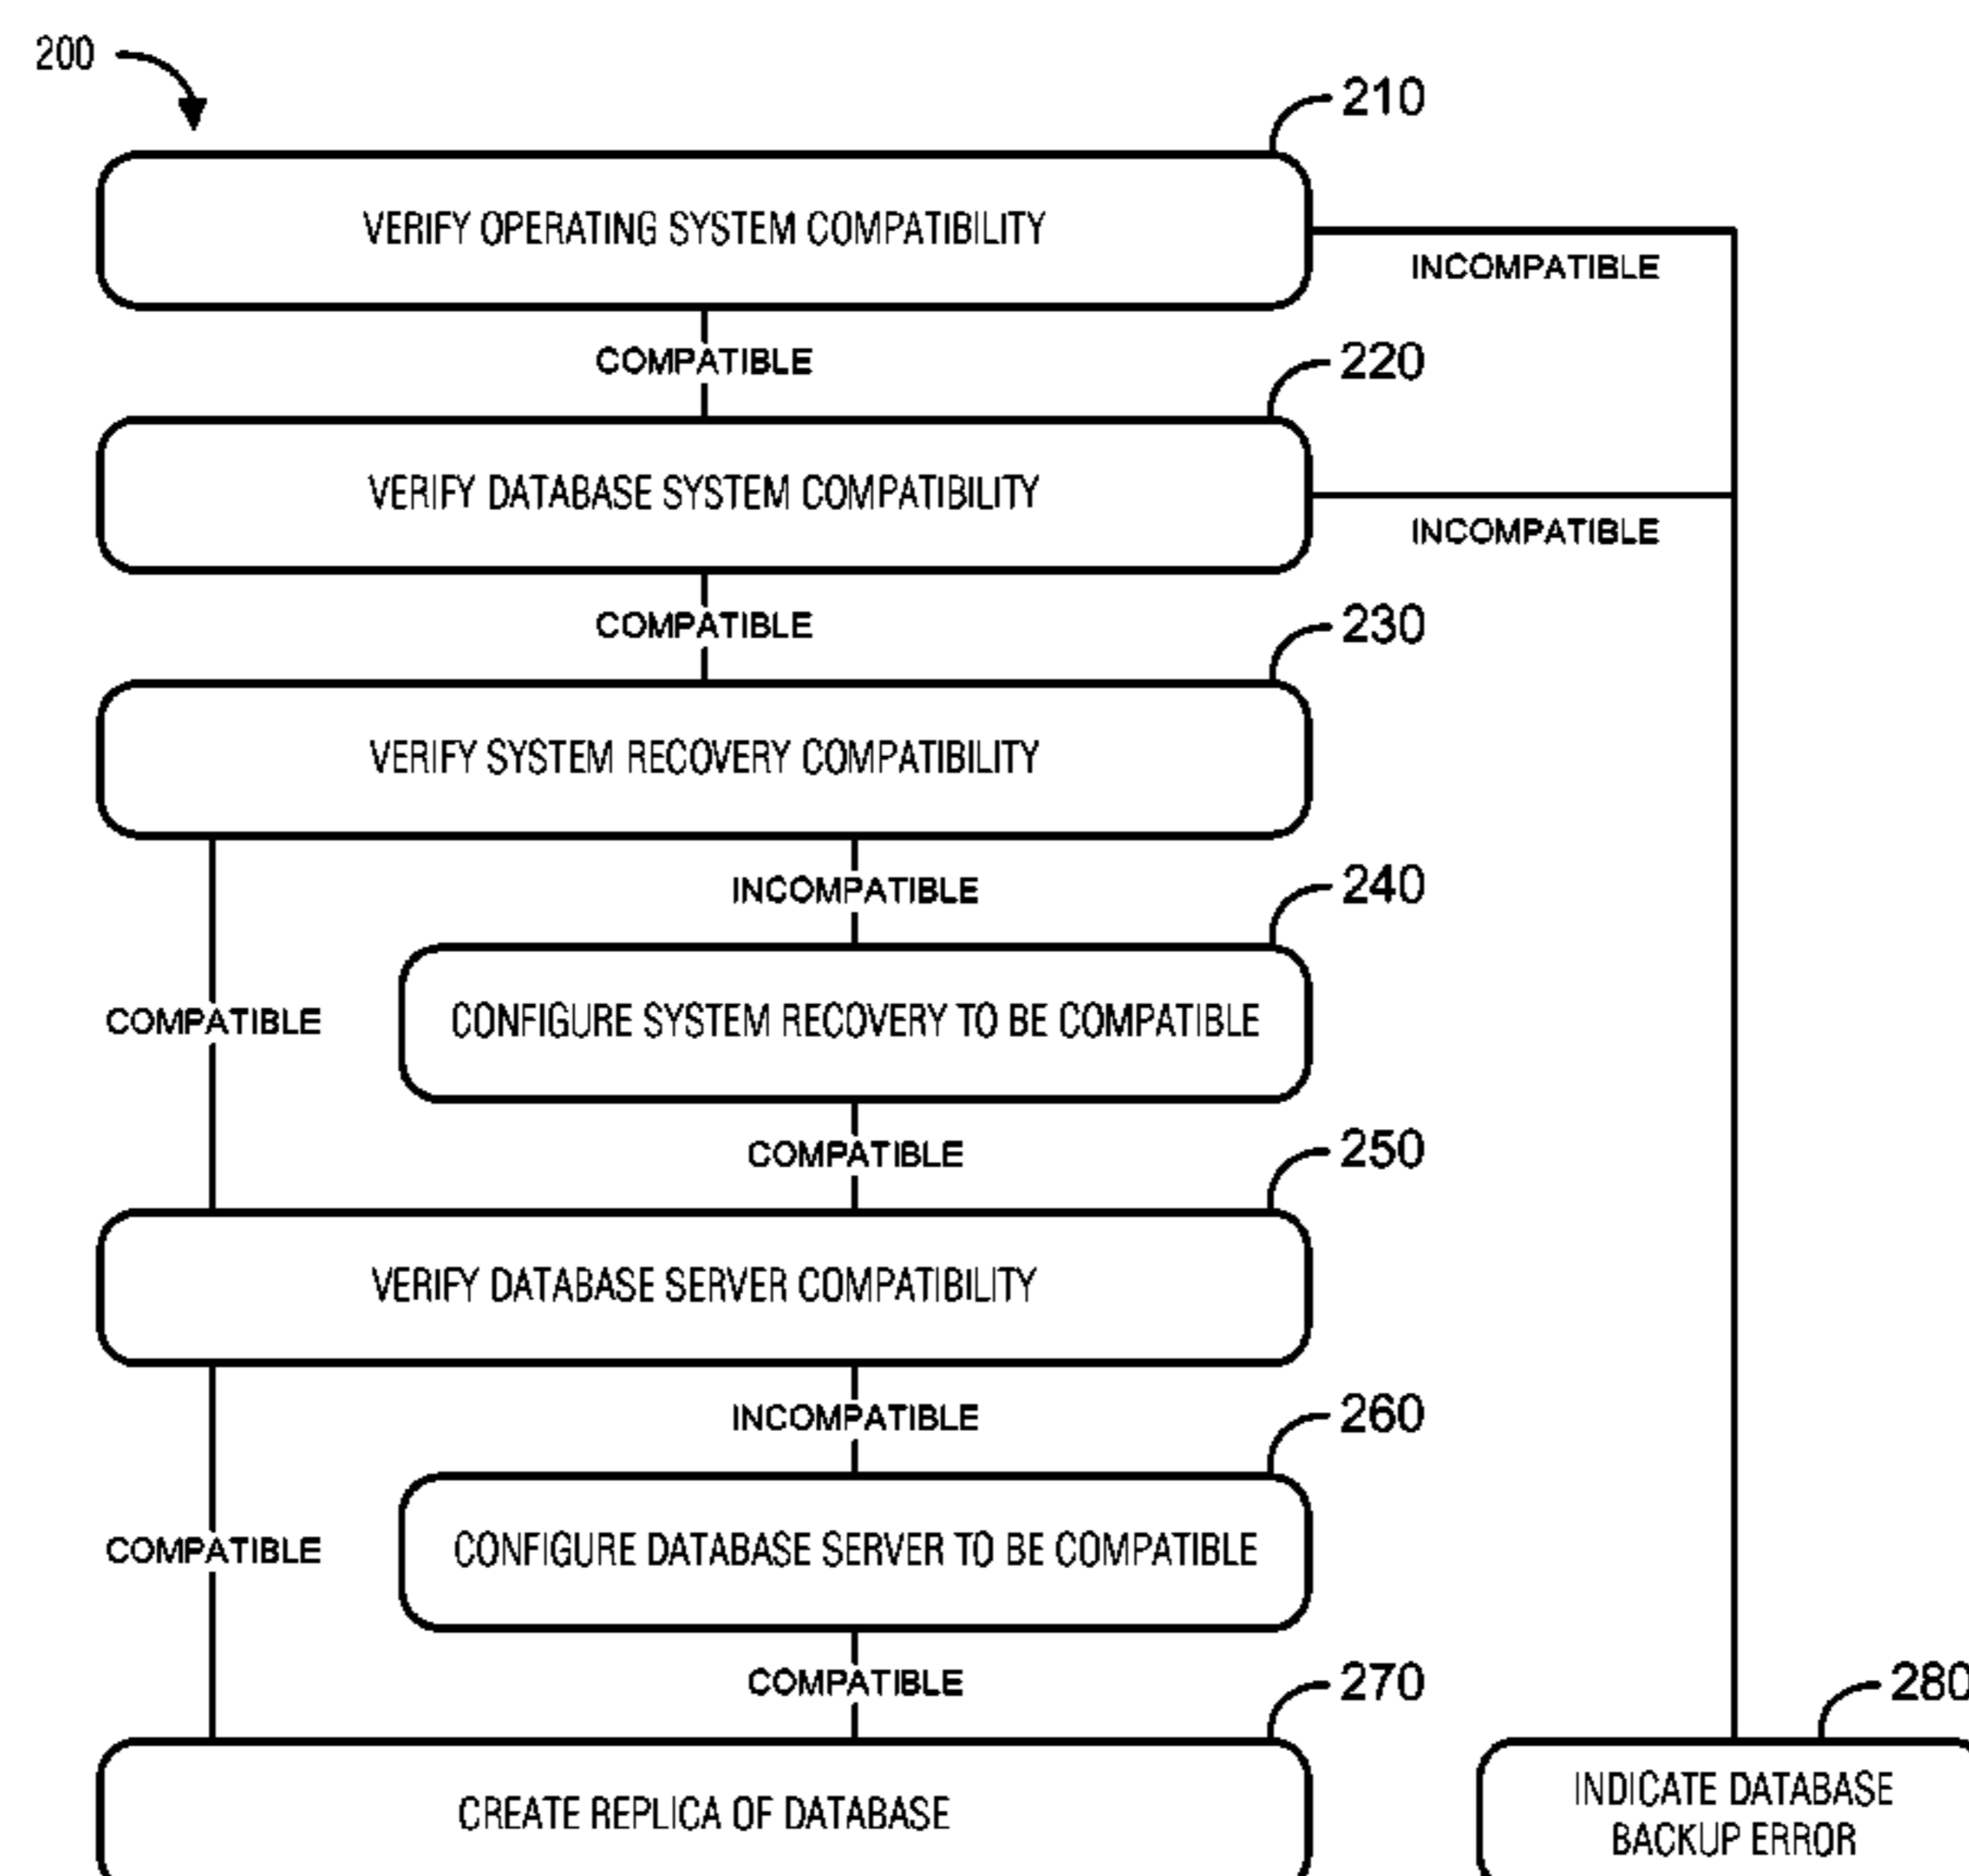 200
210
VERIFY OPERATING SYSTEM COMPATIBILITY
INCOMPATIBLE
COMPATIBLE
220
VERIFY DATABASE SYSTEM COMPATIBILITY
INCOMPATIBLE
COMPATIBLE
230
VERIFY SYSTEM RECOVERY COMPATIBILITY
INCOMPATIBLE
240
COMPATIBLE
CONFIGURE SYSTEM RECOVERY TO BE COMPATIBLE
COMPATIBLE
250
VERIFY DATABASE SERVER COMPATIBILITY
INCOMPATIBLE
260
COMPATIBLE
CONFIGURE DATABASE SERVER TO BE COMPATIBLE
COMPATIBLE
270
280
CREATE REPLICA OF DATABASE
INDICATE DATABASE
BACKUP ERROR